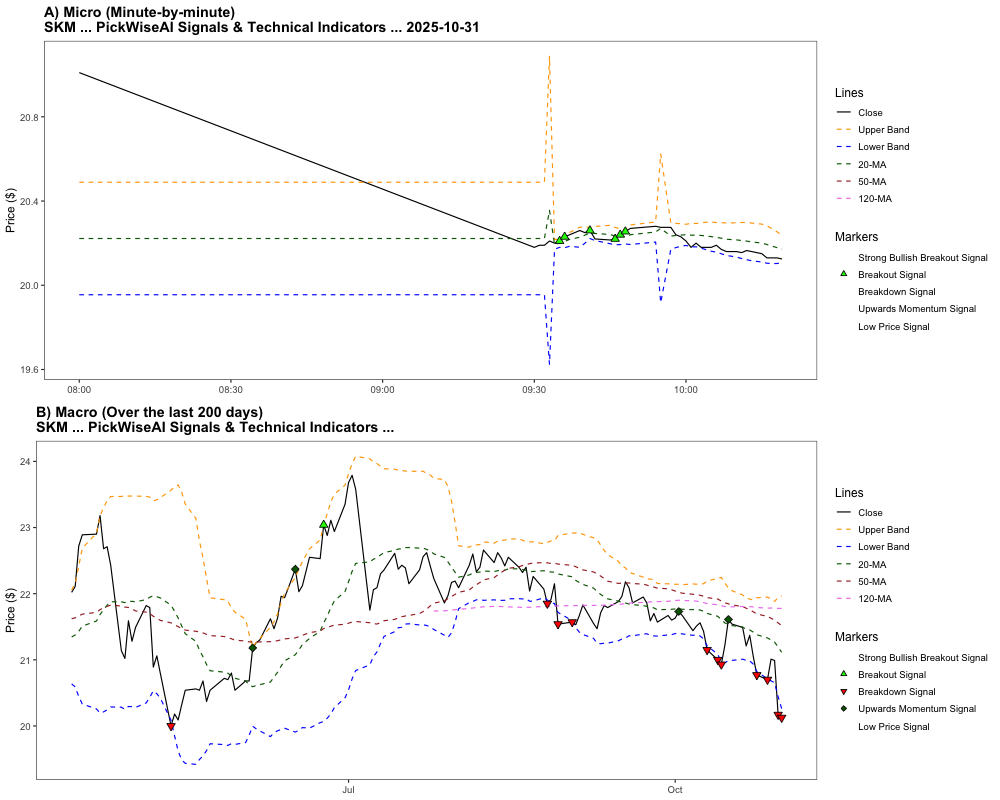 A) Micro (Minute-by-minute)
SKM ... PickWiseAI Signals & Technical Indicators ... 2025-10-31
Price ($)
20.8
20.4
20.0
19.6
08:00 08:30 09:00 09:30 10:00
Lines
Close
Upper Band
Lower Band
20-MA
50-MA
120-MA
Markers
Strong Bullish Breakout Signal
Breakout Signal
Breakdown Signal
Upwards Momentum Signal
Low Price Signal
B) Macro (Over the last 200 days)
SKM ... PickWiseAI Signals & Technical Indicators ...
Price ($)
24
23
22
21
20
Jul Oct
Lines
Close
Upper Band
Lower Band
20-MA
50-MA
120-MA
Markers
Strong Bullish Breakout Signal
Breakout Signal
Breakdown Signal
Upwards Momentum Signal
Low Price Signal